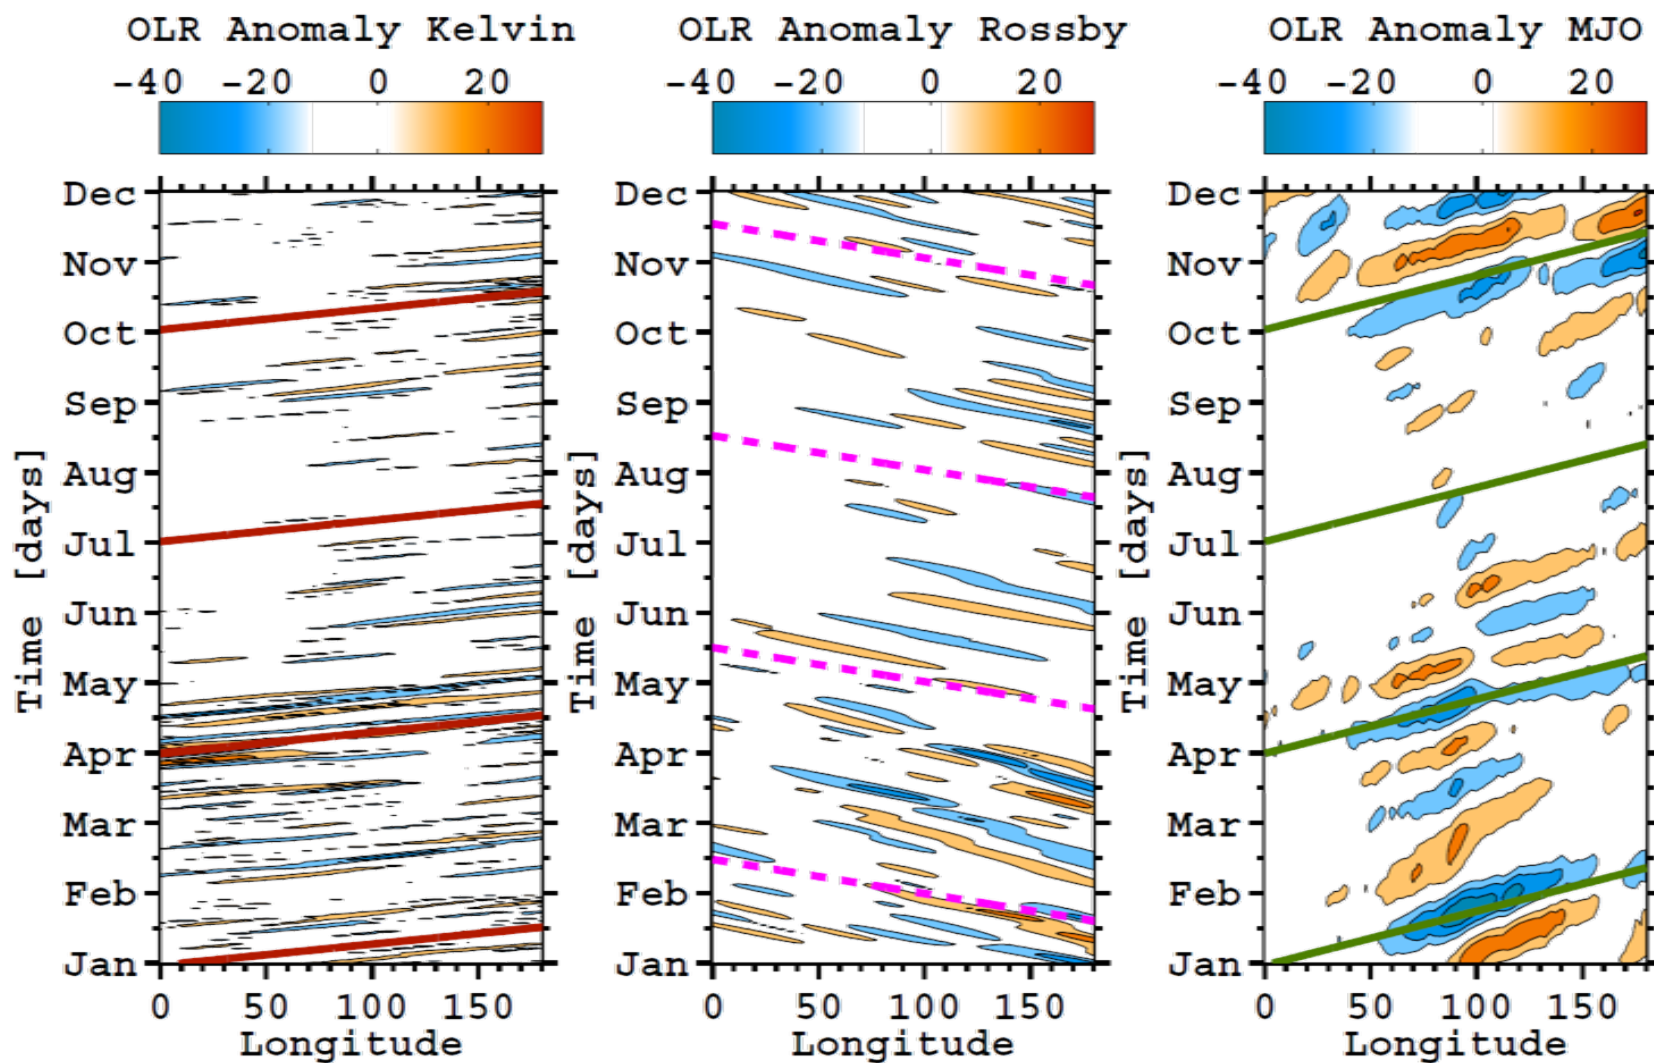 OLR Anomaly Kelvin
-40 -20 0 20
Dec
Nov
Oct
Sep
Aug
Jul
Jun
May
Apr
Mar
Feb
Jan
Time [days]
0 50 100 150
Longitude
OLR Anomaly Rossby
-40 -20 0 20
Dec
Nov
Oct
Sep
Aug
Jul
Jun
May
Apr
Mar
Feb
Jan
Time [days]
0 50 100 150
Longitude
OLR Anomaly MJO
-40 -20 0 20
Dec
Nov
Oct
Sep
Aug
Jul
Jun
May
Apr
Mar
Feb
Jan
Time [days]
0 50 100 150
Longitude